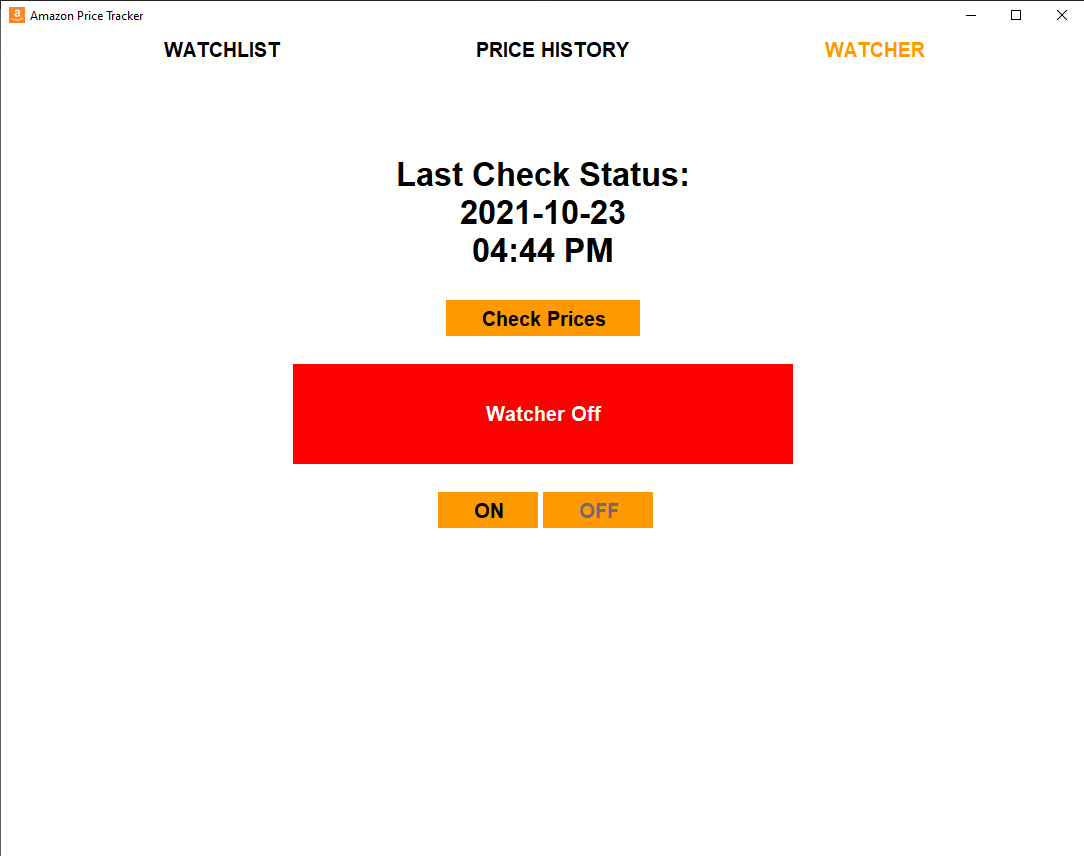 Amazon Price Tracker
WATCHLIST PRICE HISTORY WATCHER
Last Check Status:
2021-10-23
04:44 PM
Check Prices
Watcher Off
ON OFF